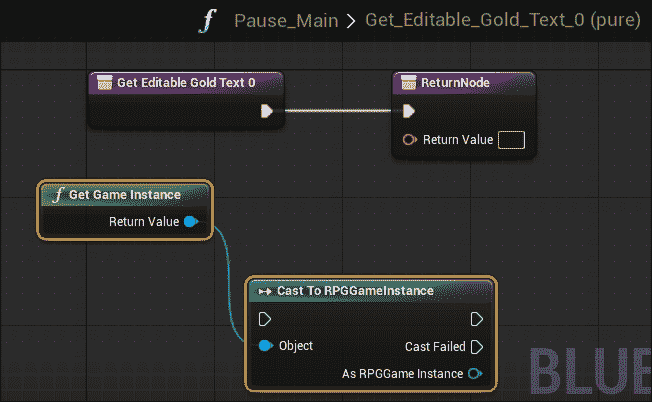 f Pause_Main > Get_Editable_Gold_Text_0 (pure)
Get Editable Gold Text 0
ReturnNode
Return Value
f Get Game Instance
Return Value
Cast To RPGGameInstance
Object
Cast Failed
As RPGGame Instance
BLUE